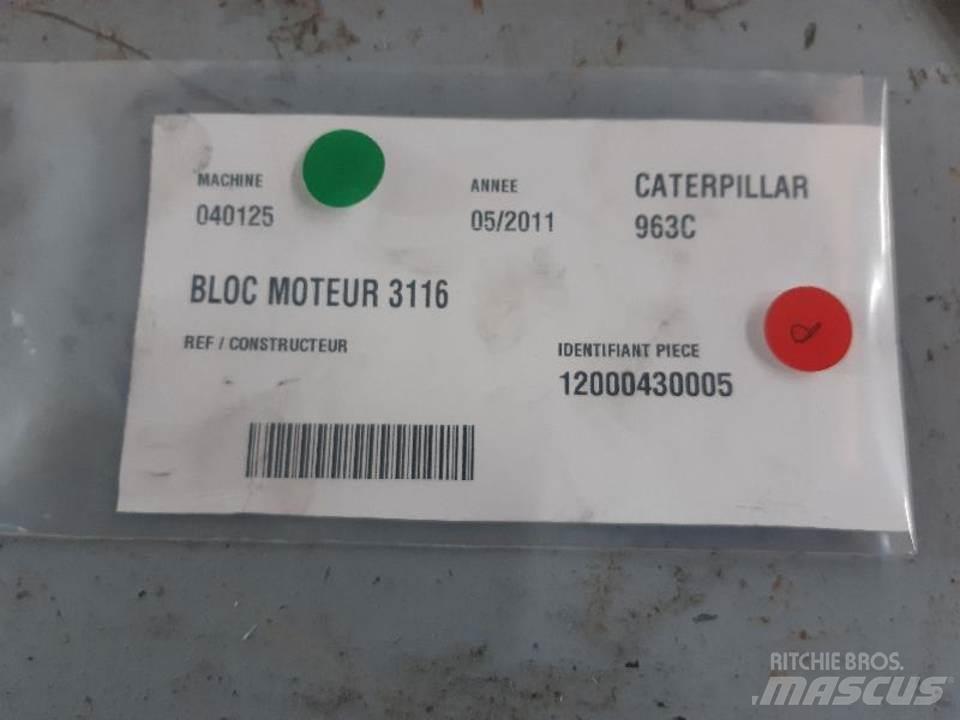 MACHINE
040125
ANNEE
05/2011
CATERPILLAR
963C
BLOC MOTEUR 3116
REF / CONSTRUCTEUR
IDENTIFIANT PIECE
12000430005
RITCHIE BROS.
MASCUS